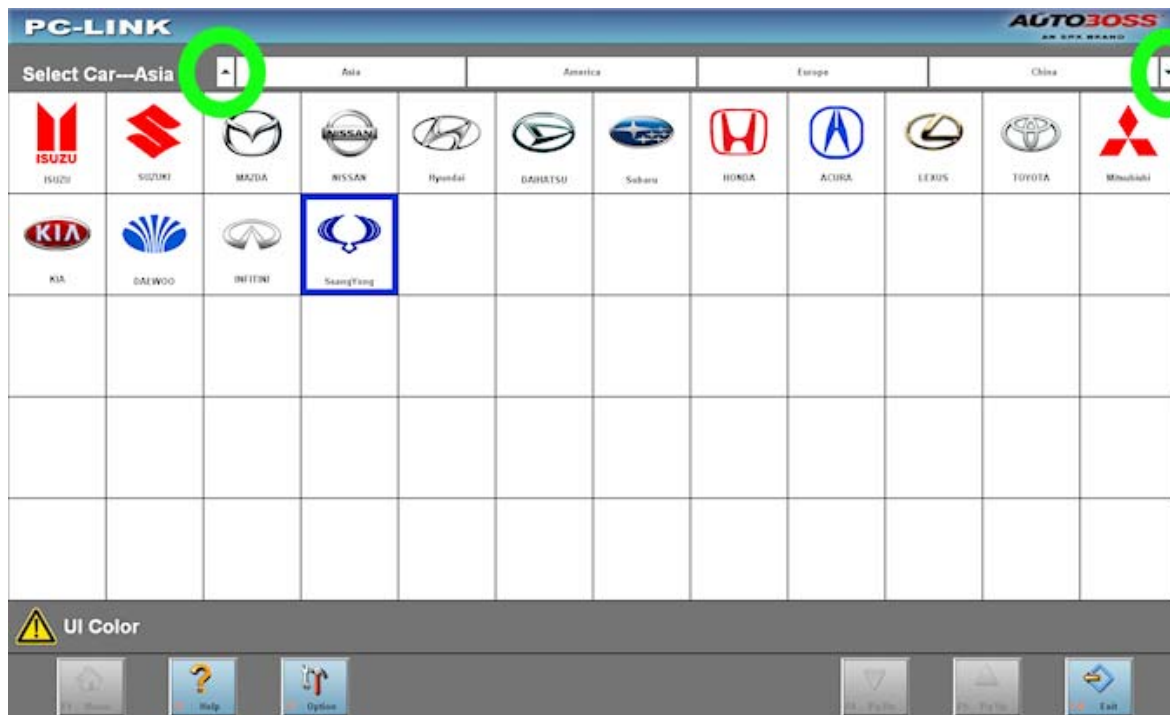 PC-LINK
AUTOBOSS
AN SPX BRAND
Select Car---Asia
Asia America Europe China
ISUZU NISSAN
ISUZU SUZUKI MAZDA NISSAN Hyundai DAIHATSU Subaru HONDA ACURA LEXUS TOYOTA Mitsubishi
KIA
KIA DAEWOO INFITINI SsangYong
UI Color
Help Option Exit